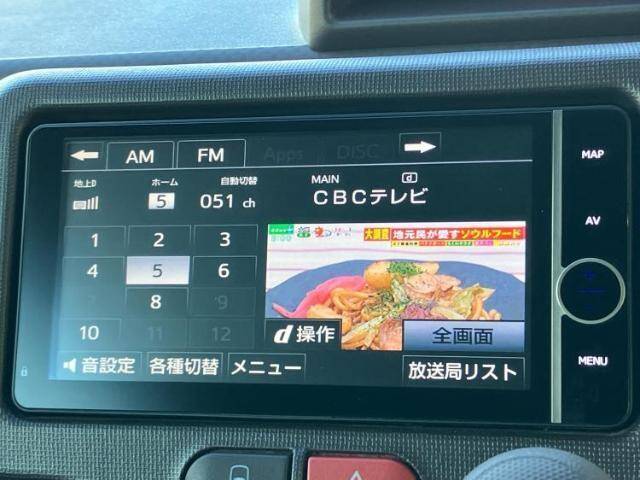 AM FM Apps DISC
MAP
地上D ホーム 自動切替 MAIN d
5 051 ch CBCテレビ
AV
1 2 3
大調査 地元民が愛すソウルフード
4 5 6
8 9
10 11 12
d 操作 全画面
MENU
音設定 各種切替 メニュー 放送局リスト